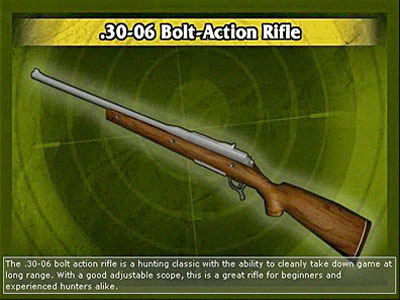 .30-06 Bolt-Action Rifle
The .30-06 bolt action rifle is a hunting classic with the ability to cleanly take down game at
long range. With a good adjustable scope, this is a great rifle for beginners and
experienced hunters alike.